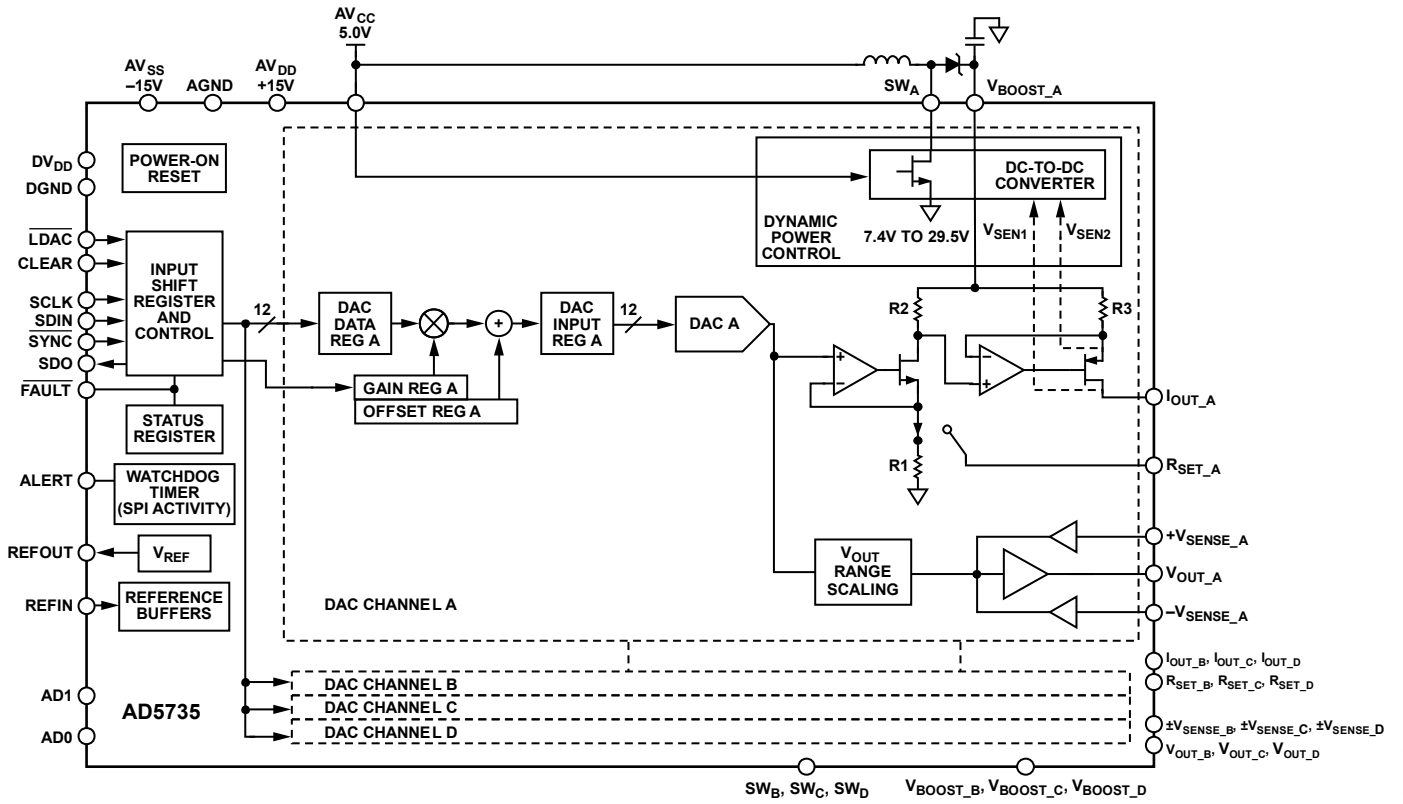 AVCC
5.0V
AVSS
–15V
AGND
AVDD
+15V
SWA
VBOOST_A
DVDD
DGND
POWER-ON
RESET
DC-TO-DC
CONVERTER
DYNAMIC
POWER
CONTROL
7.4V TO 29.5V
VSEN1
VSEN2
LDAC
CLEAR
SCLK
SDIN
SYNC
SDO
FAULT
INPUT
SHIFT
REGISTER
AND
CONTROL
12
DAC
DATA
REG A
+
DAC
INPUT
REG A
12
DAC A
GAIN REG A
OFFSET REG A
R2
R3
+
–
–
+
R1
IOUT_A
RSET_A
STATUS
REGISTER
ALERT
WATCHDOG
TIMER
(SPI ACTIVITY)
REFOUT
VREF
REFIN
REFERENCE
BUFFERS
VOUT
RANGE
SCALING
+VSENSE_A
VOUT_A
–VSENSE_A
DAC CHANNEL A
DAC CHANNEL B
DAC CHANNEL C
DAC CHANNEL D
IOUT_B, IOUT_C, IOUT_D
RSET_B, RSET_C, RSET_D
±VSENSE_B, ±VSENSE_C, ±VSENSE_D
VOUT_B, VOUT_C, VOUT_D
AD1
AD0
AD5735
SWB, SWC, SWD
VBOOST_B, VBOOST_C, VBOOST_D